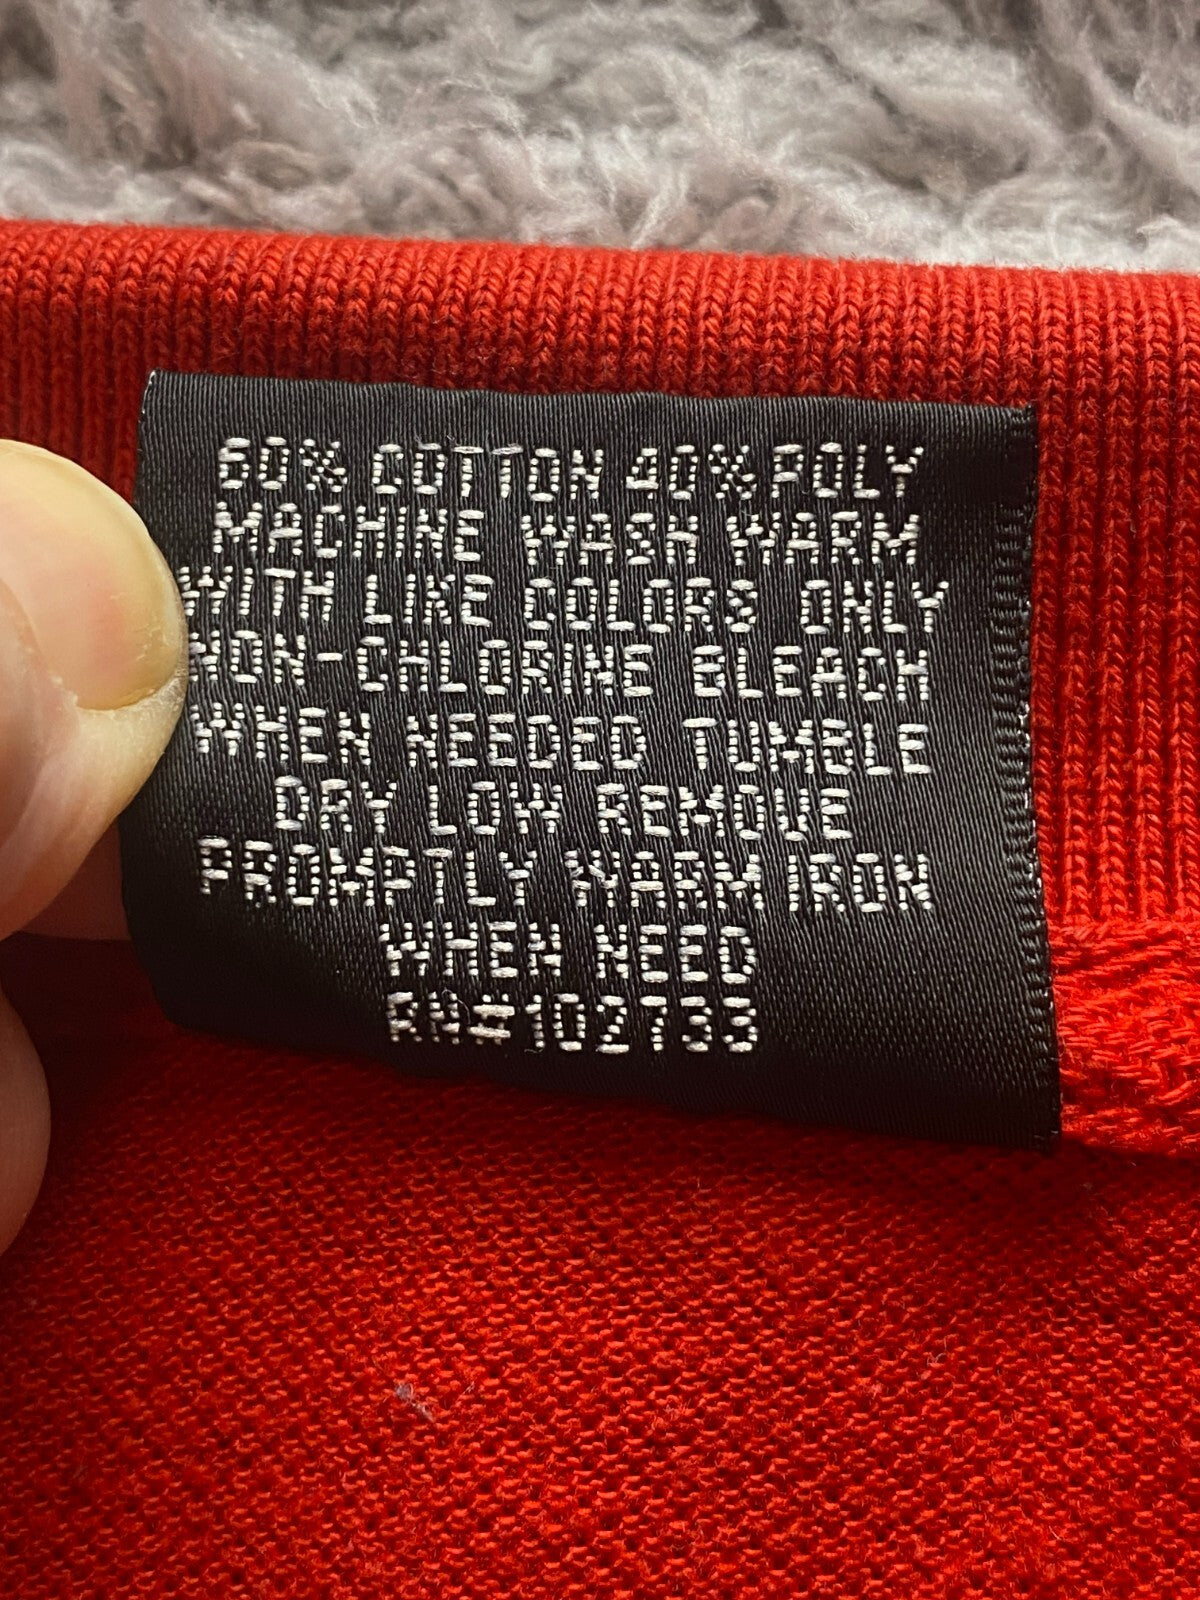 60% COTTON 40% POLY
MACHINE WASH WARM
WITH LIKE COLORS ONLY
NON-CHLORINE BLEACH
WHEN NEEDED TUMBLE
DRY LOW REMOVE
PROMPTLY WARM IRON
WHEN NEED
RN#102733